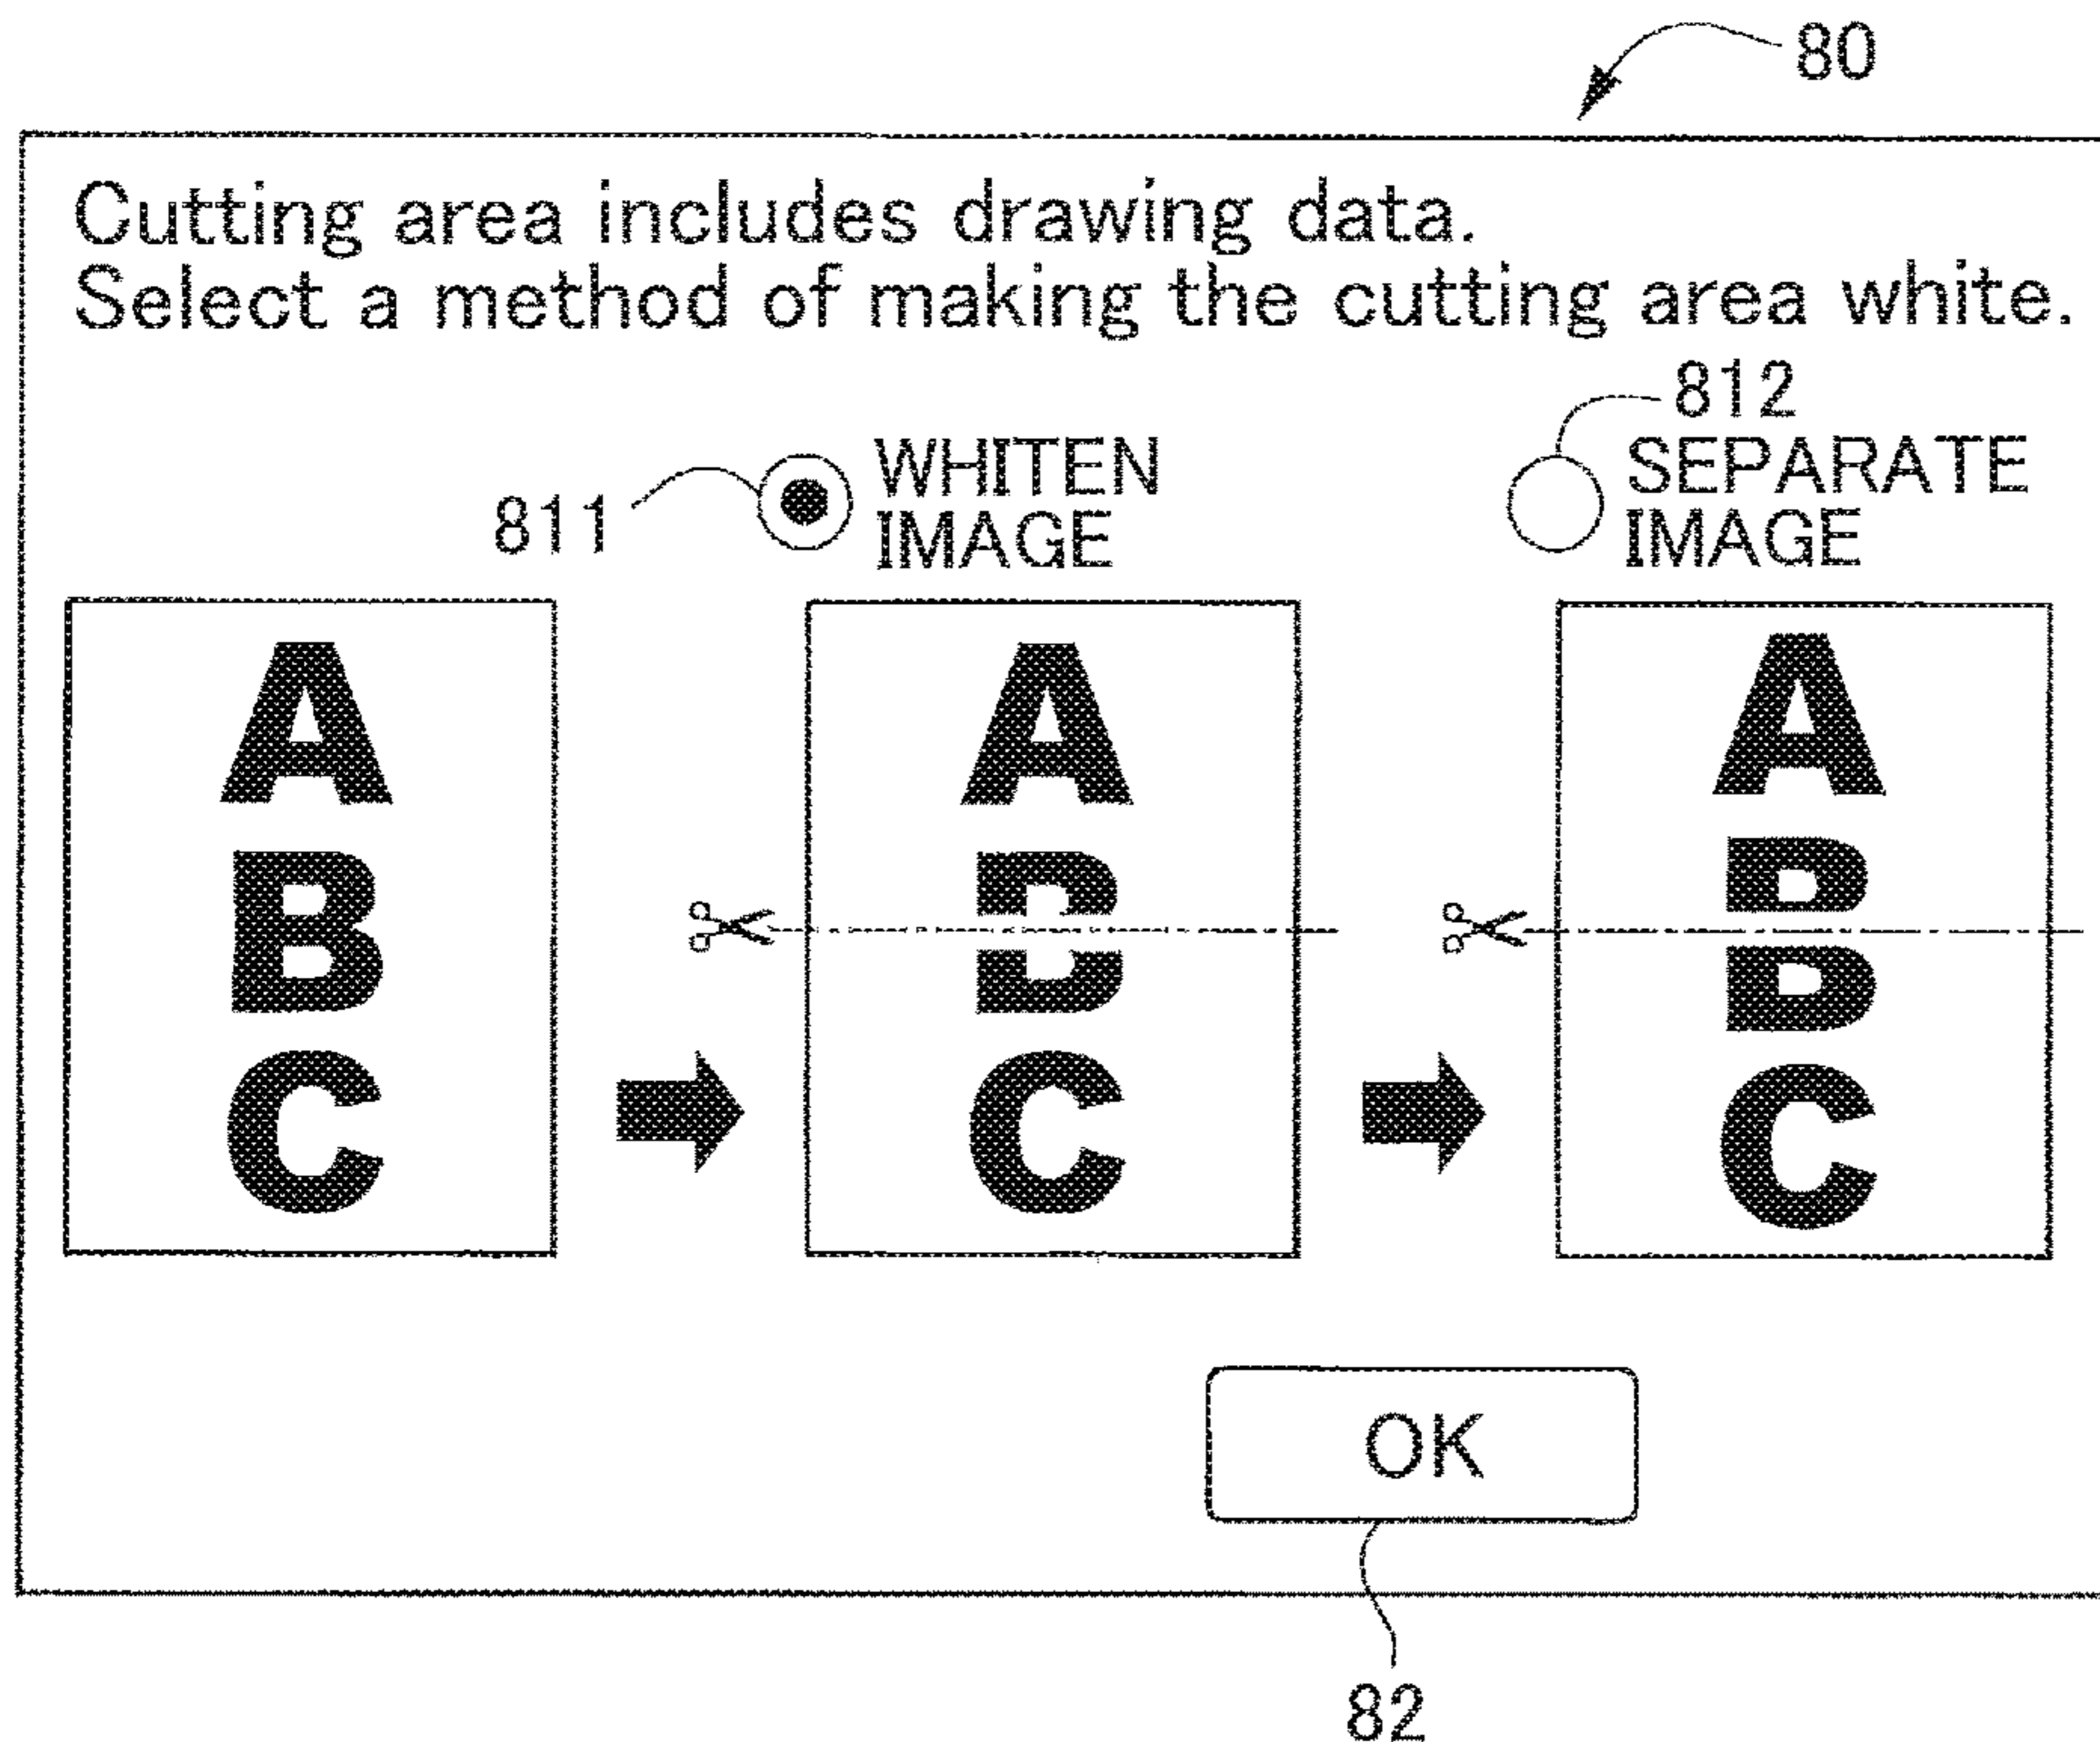 80
Cutting area includes drawing data.
Select a method of making the cutting area white.
812
811
WHITEN
IMAGE
SEPARATE
IMAGE
A
B
C
A
B
C
A
B
C
OK
82